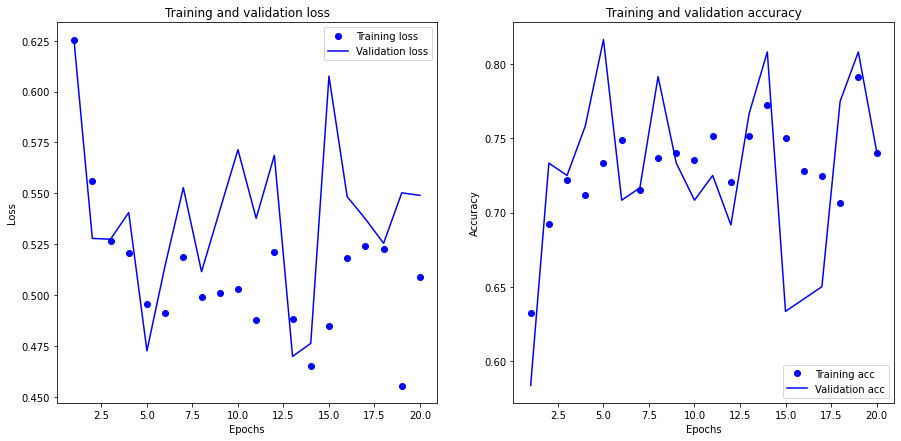 Training and validation loss
Training loss
Validation loss
0.625
0.600
0.575
0.550
0.525
0.500
0.475
0.450
Loss
2.5 5.0 7.5 10.0 12.5 15.0 17.5 20.0
Epochs
Training and validation accuracy
0.80
0.75
0.70
0.65
0.60
Accuracy
Training acc
Validation acc
2.5 5.0 7.5 10.0 12.5 15.0 17.5 20.0
Epochs